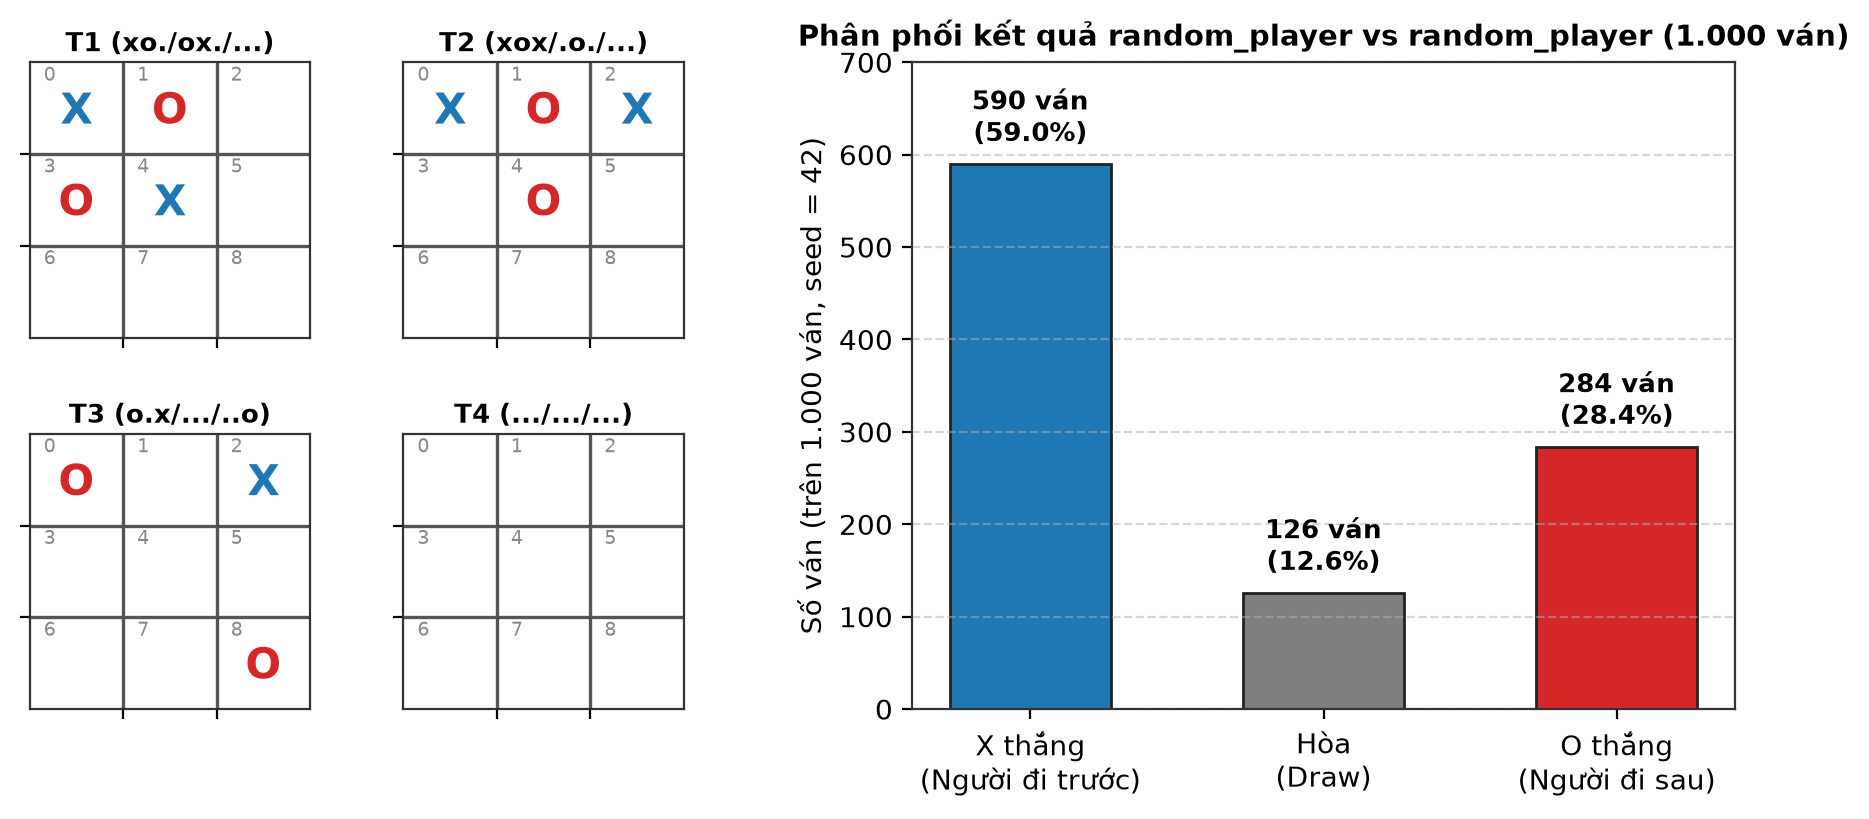 T1 (xo./ox./...)
0 1 2
X O
3 4 5
O X
6 7 8
T2 (xox/.o./...)
0 1 2
X O X
3 4 5
O
6 7 8
T3 (o.x/.../..o)
0 1 2
O X
3 4 5
6 7 8
O
T4 (.../.../...)
0 1 2
3 4 5
6 7 8
Phân phối kết quả random_player vs random_player (1.000 ván)
Số ván (trên 1.000 ván, seed = 42)
700
600
500
400
300
200
100
0
590 ván
(59.0%)
126 ván
(12.6%)
284 ván
(28.4%)
X thắng
(Người đi trước)
Hòa
(Draw)
O thắng
(Người đi sau)